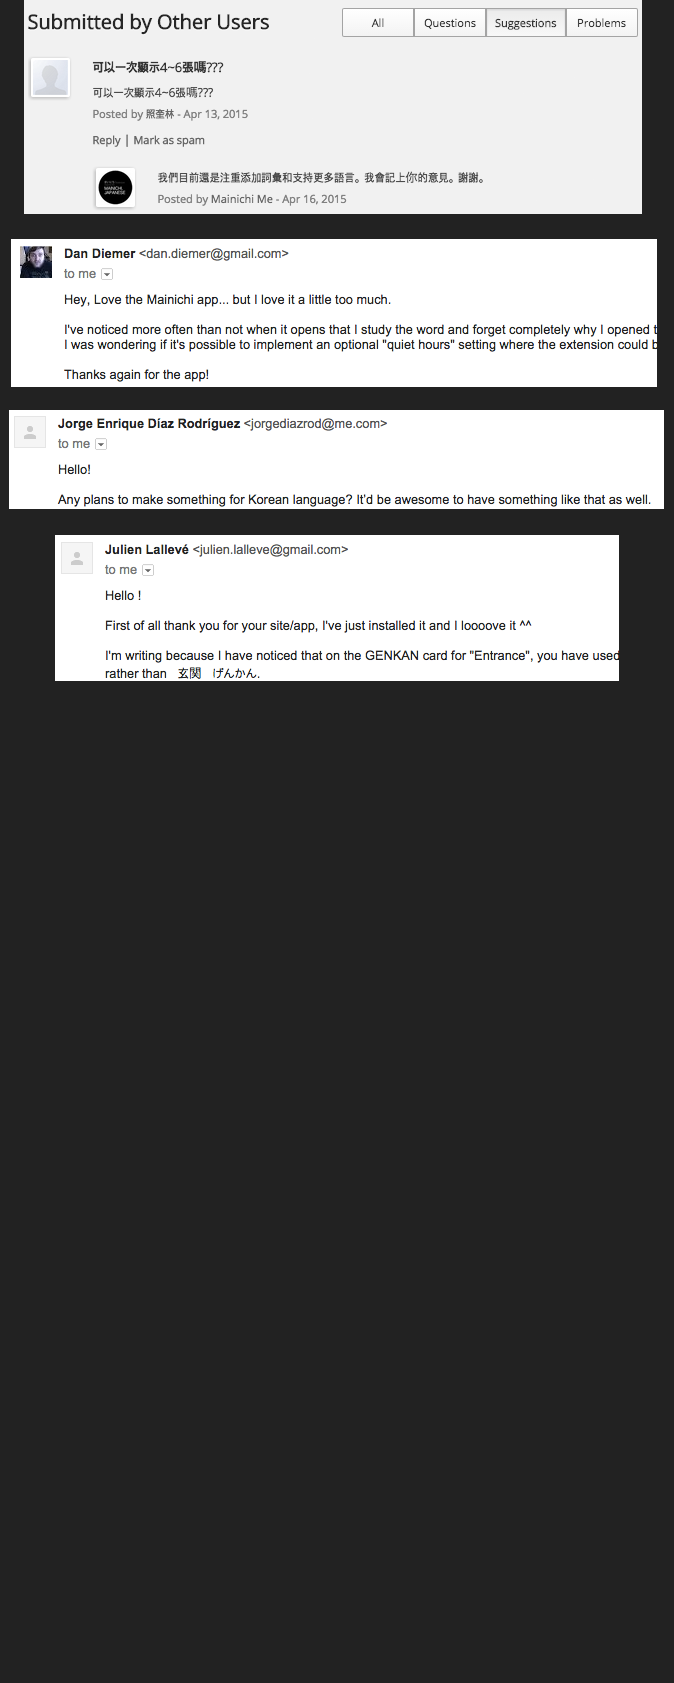 Submitted by Other Users
All Questions Suggestions Problems
可以一次顯示4~6張嗎???
可以一次顯示4~6張嗎???
Posted by 照奎林 - Apr 13, 2015
Reply | Mark as spam
MAINICHI
JAPANESE
我們目前還是注重添加詞彙和支持更多語言。我會記上你的意見。謝謝。
Posted by Mainichi Me - Apr 16, 2015
Dan Diemer <dan.diemer@gmail.com>
to me
Hey, Love the Mainichi app... but I love it a little too much.
I've noticed more often than not when it opens that I study the word and forget completely why I opened t
I was wondering if it's possible to implement an optional "quiet hours" setting where the extension could b
Thanks again for the app!
Jorge Enrique Díaz Rodríguez <jorgediazrod@me.com>
to me
Hello!
Any plans to make something for Korean language? It'd be awesome to have something like that as well.
Julien Lallevé <julien.lalleve@gmail.com>
to me
Hello !
First of all thank you for your site/app, I've just installed it and I loooove it ^^
I'm writing because I have noticed that on the GENKAN card for "Entrance", you have used
rather than 玄関 げんかん.